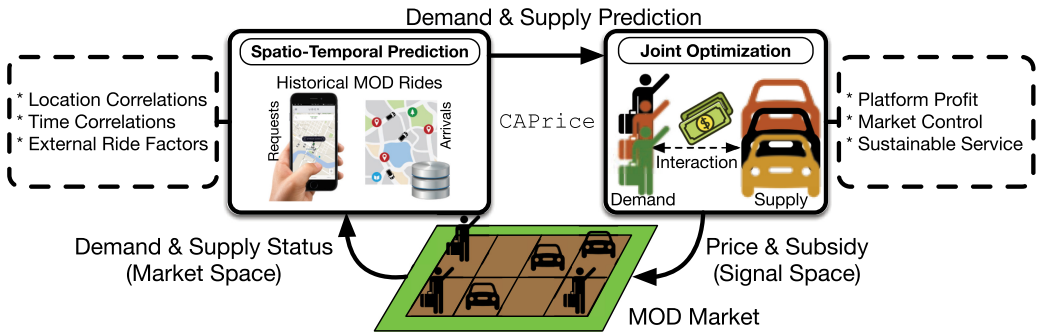 Demand & Supply Prediction
Spatio-Temporal Prediction
Joint Optimization
Historical MOD Rides
Requests
Arrivals
* Location Correlations
* Time Correlations
* External Ride Factors
CAPrice
Interaction
Demand
Supply
* Platform Profit
* Market Control
* Sustainable Service
Demand & Supply Status
(Market Space)
Price & Subsidy
(Signal Space)
MOD Market